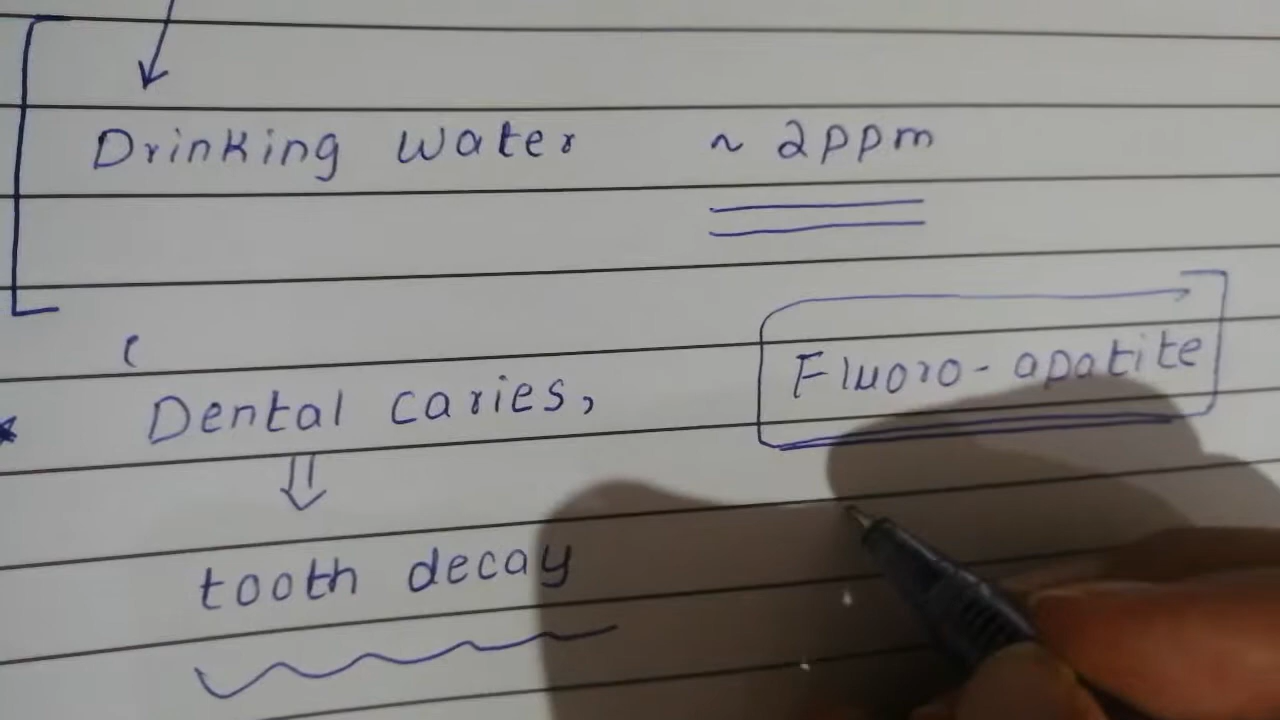 Drinking water ~ 2ppm
Fluoro-apatite
Dental caries,
tooth decay